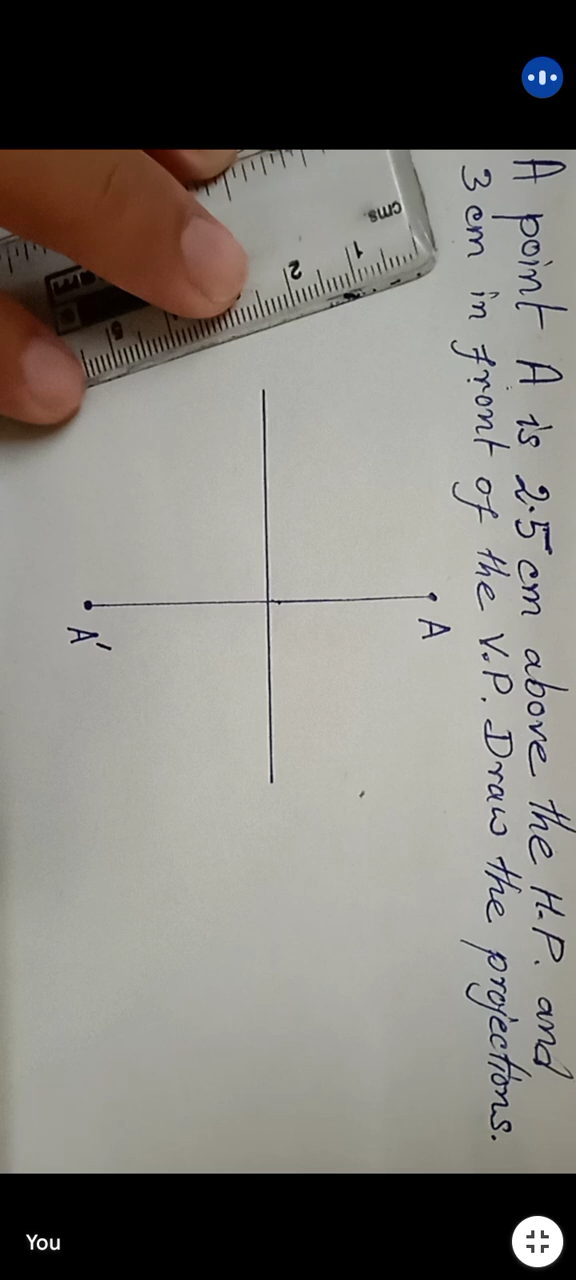 A point A is 2.5 cm above the H.P. and
3 cm in front of the V.P. Draw the projections.
A
A'
cms
1
2
5
You